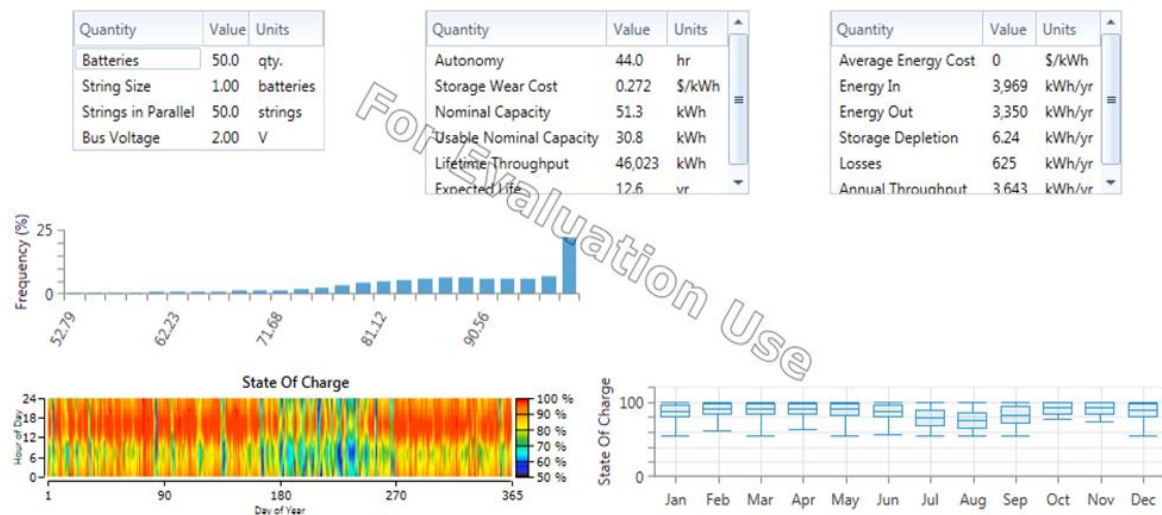 Quantity Value Units
Batteries 50.0 qty.
String Size 1.00 batteries
Strings in Parallel 50.0 strings
Bus Voltage 2.00 V
Quantity Value Units
Autonomy 44.0 hr
Storage Wear Cost 0.272 $/kWh
Nominal Capacity 51.3 kWh
Usable Nominal Capacity 30.8 kWh
Lifetime Throughput 46,023 kWh
Expected Life 12.6 yr
Quantity Value Units
Average Energy Cost 0 $/kWh
Energy In 3,969 kWh/yr
Energy Out 3,350 kWh/yr
Storage Depletion 6.24 kWh/yr
Losses 625 kWh/yr
Annual Throughput 3,643 kWh/yr
For Evaluation Use
Frequency (%)
25
0
52.79 62.23 71.68 81.12 90.56
State Of Charge
Hour of Day
24
18
12
6
0
1 90 180 270 365
Day of Year
100 %
90 %
80 %
70 %
60 %
50 %
State Of Charge
100
0
Jan Feb Mar Apr May Jun Jul Aug Sep Oct Nov Dec